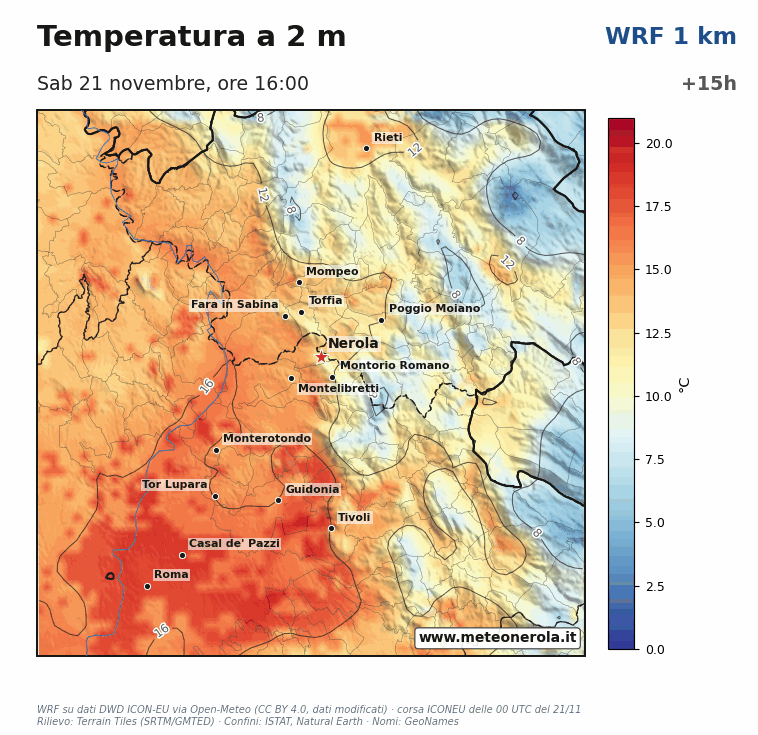 Temperatura a 2 m
WRF 1 km
Sab 21 novembre, ore 16:00
+15h
8
Rieti
12
20.0
12
8
17.5
8
12
Mompeo
15.0
Toffia
Fara in Sabina
8
Poggio Moiano
12.5
Nerola
Montorio Romano
8
16
Montelibretti
10.0
°C
Monterotondo
7.5
Tor Lupara
Guidonia
Tivoli
8
5.0
Casal de' Pazzi
Roma
2.5
16
www.meteonerola.it
0.0
WRF su dati DWD ICON-EU via Open-Meteo (CC BY 4.0, dati modificati) · corsa ICONEU delle 00 UTC del 21/11
Rilievo: Terrain Tiles (SRTM/GMTED) · Confini: ISTAT, Natural Earth · Nomi: GeoNames